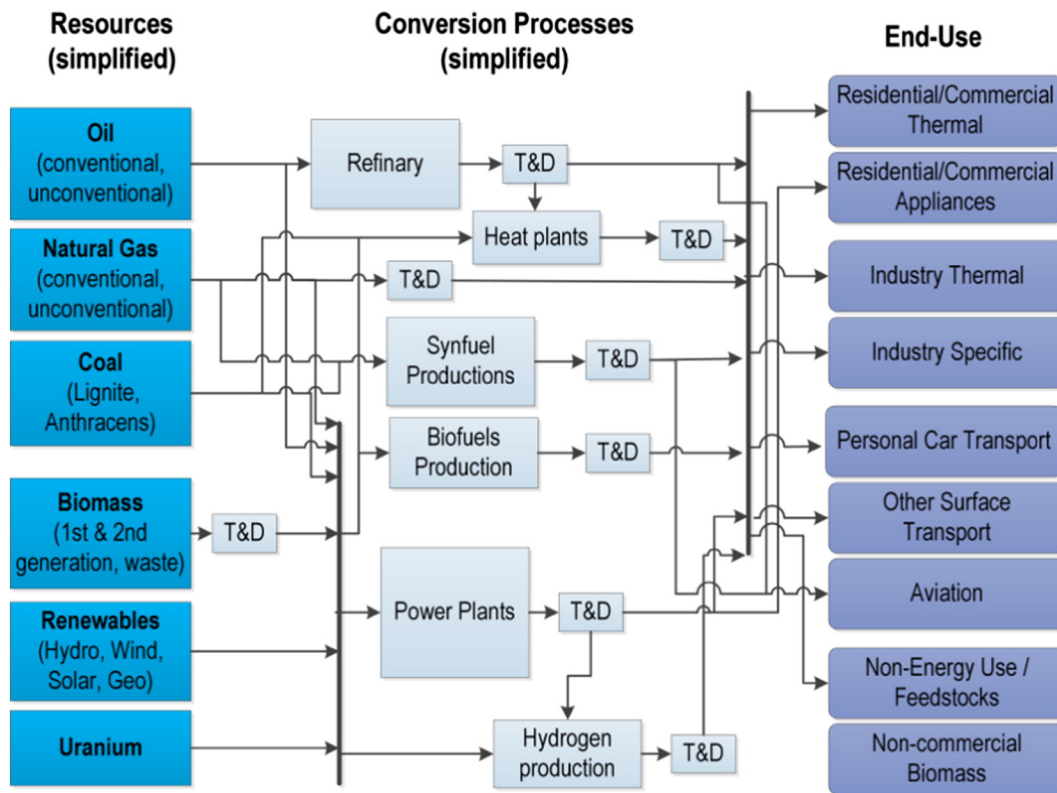 Resources
(simplified)
Conversion Processes
(simplified)
End-Use
Oil
(conventional,
unconventional)
Natural Gas
(conventional,
unconventional)
Coal
(Lignite,
Anthracens)
Biomass
(1st & 2nd
generation, waste)
Renewables
(Hydro, Wind,
Solar, Geo)
Uranium
T&D
Refinary
T&D
Heat plants
T&D
T&D
Synfuel
Productions
T&D
Biofuels
Production
T&D
Power Plants
T&D
Hydrogen
production
T&D
Residential/Commercial
Thermal
Residential/Commercial
Appliances
Industry Thermal
Industry Specific
Personal Car Transport
Other Surface
Transport
Aviation
Non-Energy Use /
Feedstocks
Non-commercial
Biomass